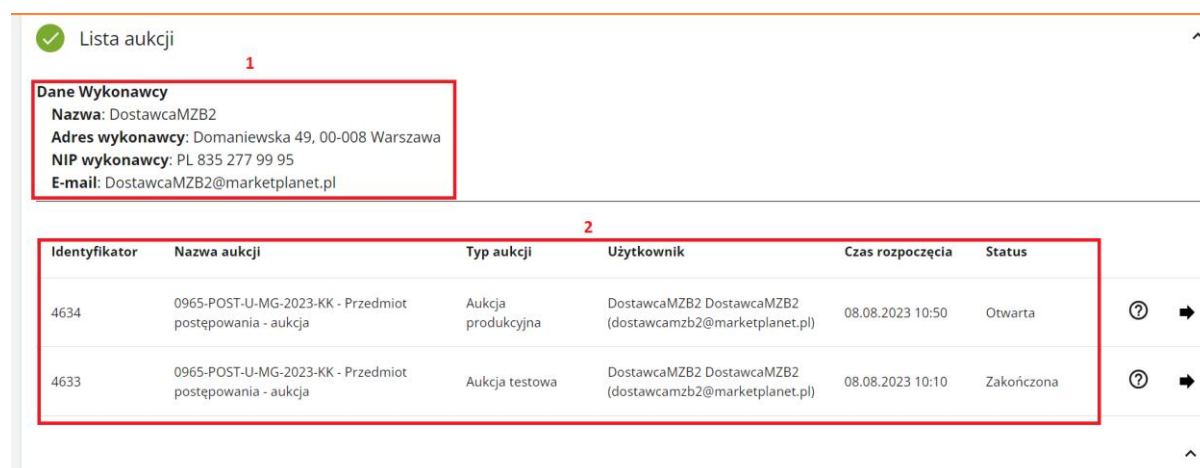 Lista aukcji
1
Dane Wykonawcy
Nazwa: DostawcaMZB2
Adres wykonawcy: Domaniewska 49, 00-008 Warszawa
NIP wykonawcy: PL 835 277 99 95
E-mail: DostawcaMZB2@marketplanet.pl
2
Identyfikator Nazwa aukcji Typ aukcji Użytkownik Czas rozpoczęcia Status
4634 0965-POST-U-MG-2023-KK - Przedmiot postępowania - aukcja Aukcja produkcyjna DostawcaMZB2 DostawcaMZB2 (dostawcamzb2@marketplanet.pl) 08.08.2023 10:50 Otwarta
4633 0965-POST-U-MG-2023-KK - Przedmiot postępowania - aukcja Aukcja testowa DostawcaMZB2 DostawcaMZB2 (dostawcamzb2@marketplanet.pl) 08.08.2023 10:10 Zakończona